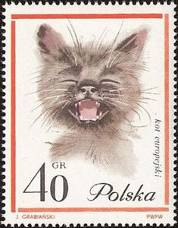 kot europejski
GR
40 Polska
J. GRABIAŃSKI PWPW